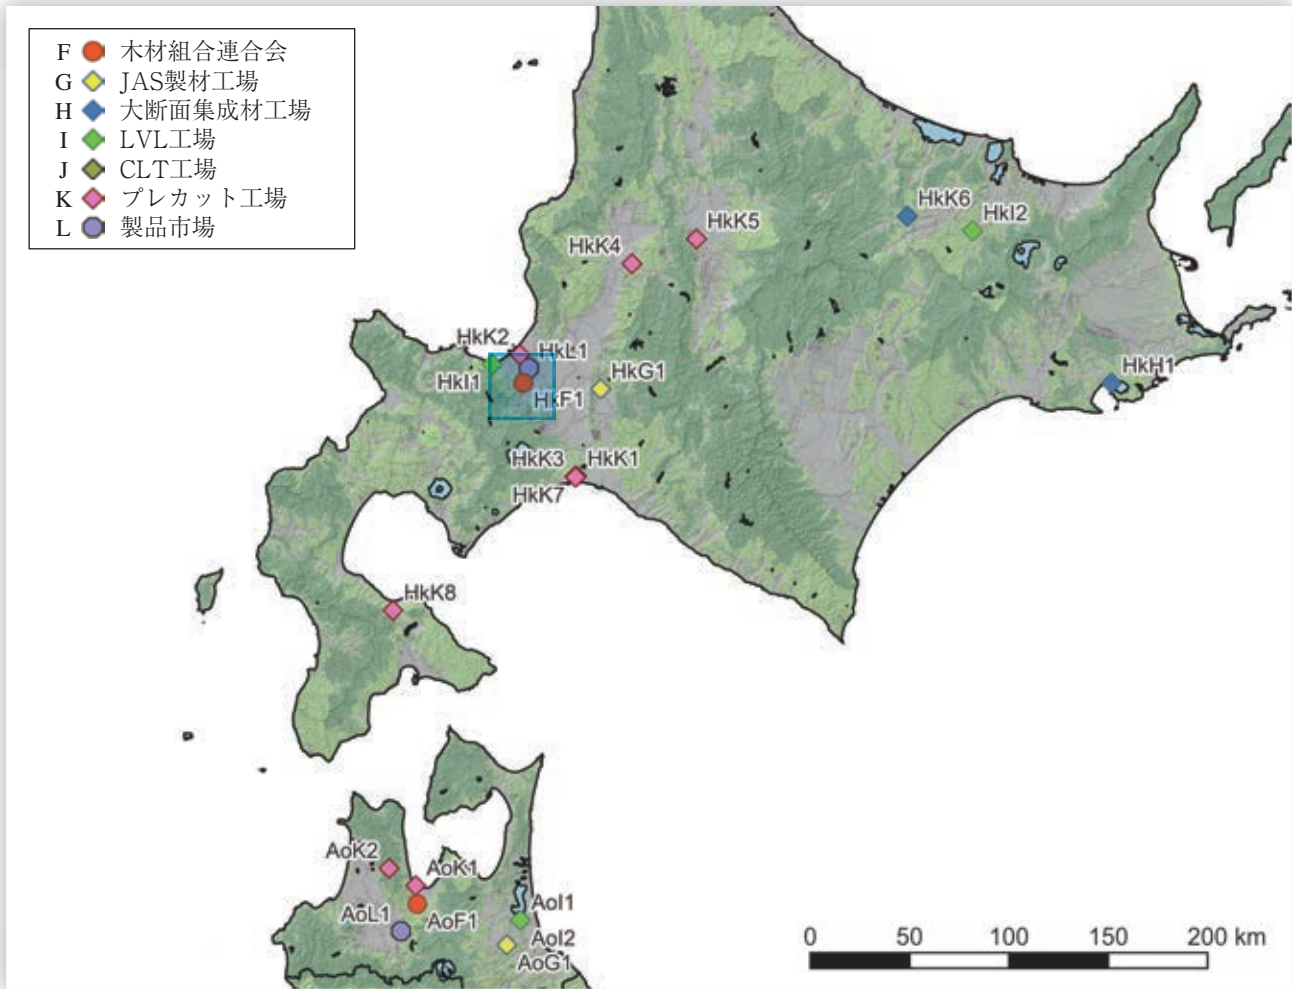 F 木材組合連合会
G JAS製材工場
H 大断面集成材工場
I LVL工場
J CLT工場
K プレカット工場
L 製品市場
HkK6
HkI2
HkK5
HkK4
HkK2
HkL1
HkI1
HkG1
HkH1
HkF1
HkK3
HkK1
HkK7
HkK8
AoK2
AoK1
AoL1
AoF1
AoI1
AoI2
AoG1
0 50 100 150 200 km